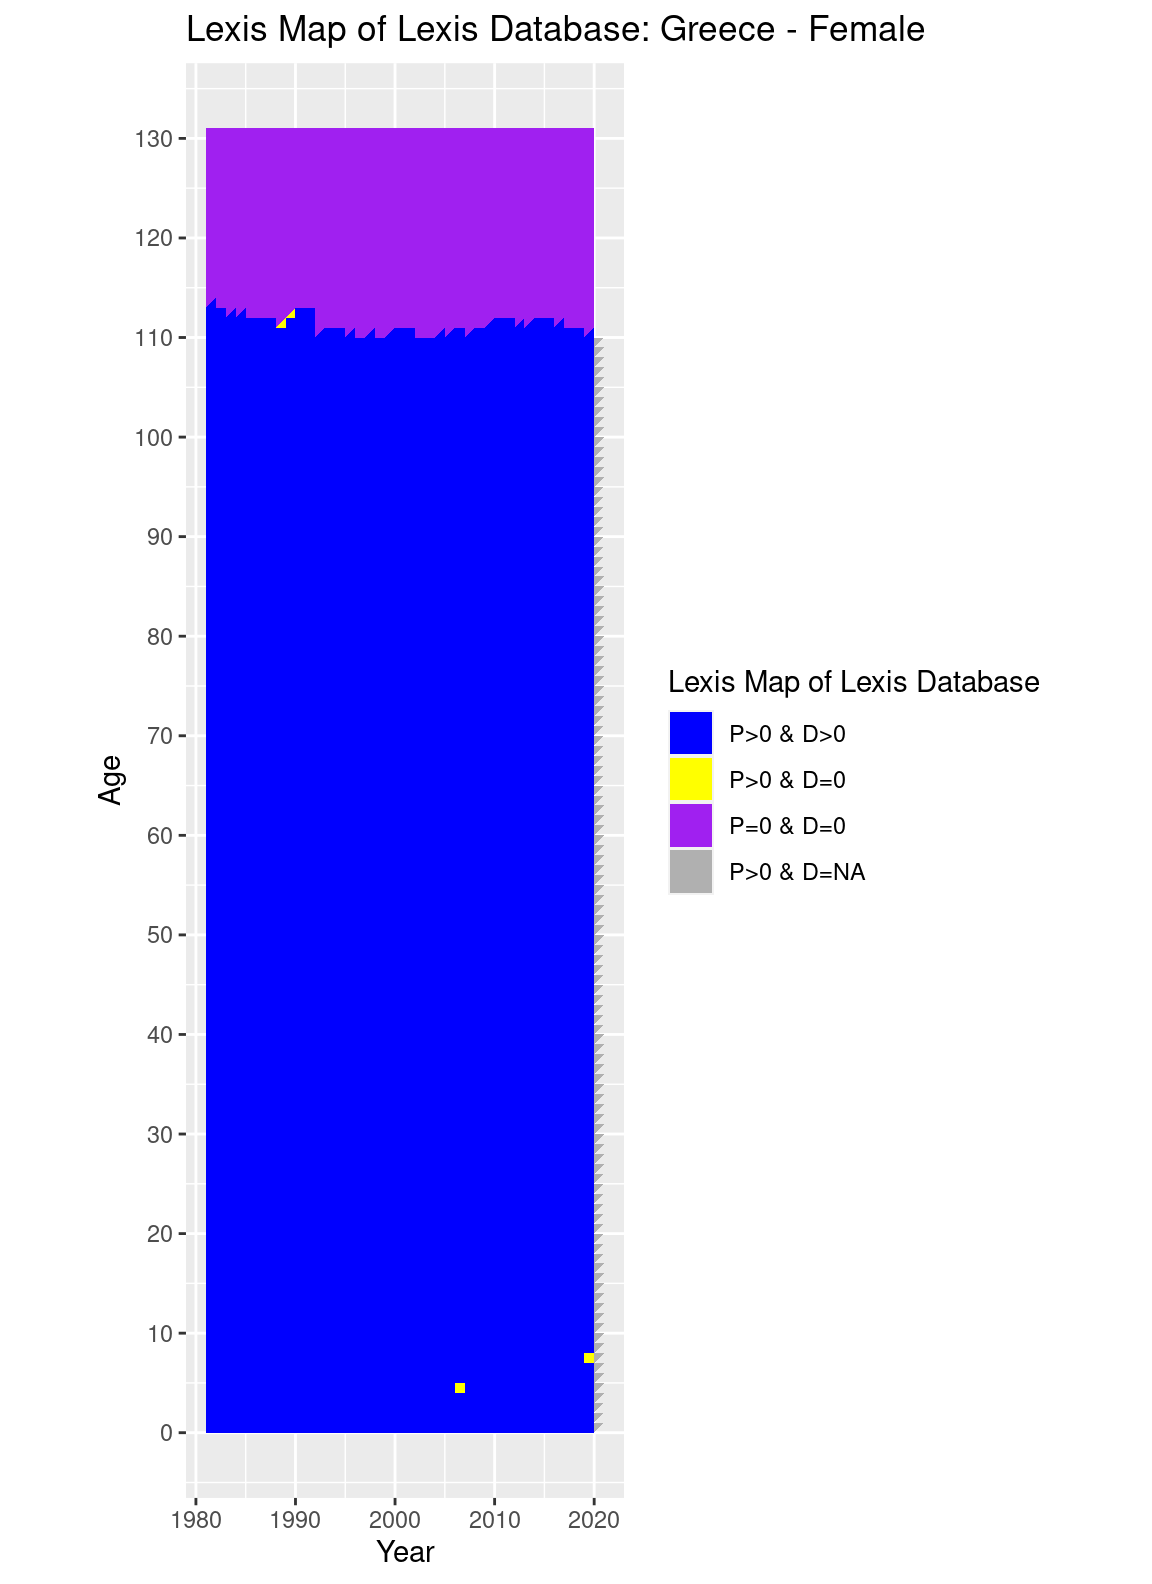 Lexis Map of Lexis Database: Greece - Female
130
120
110
100
90
80
70
60
50
40
30
20
10
0
Age
1980 1990 2000 2010 2020
Year
Lexis Map of Lexis Database
P>0 & D>0
P>0 & D=0
P=0 & D=0
P>0 & D=NA